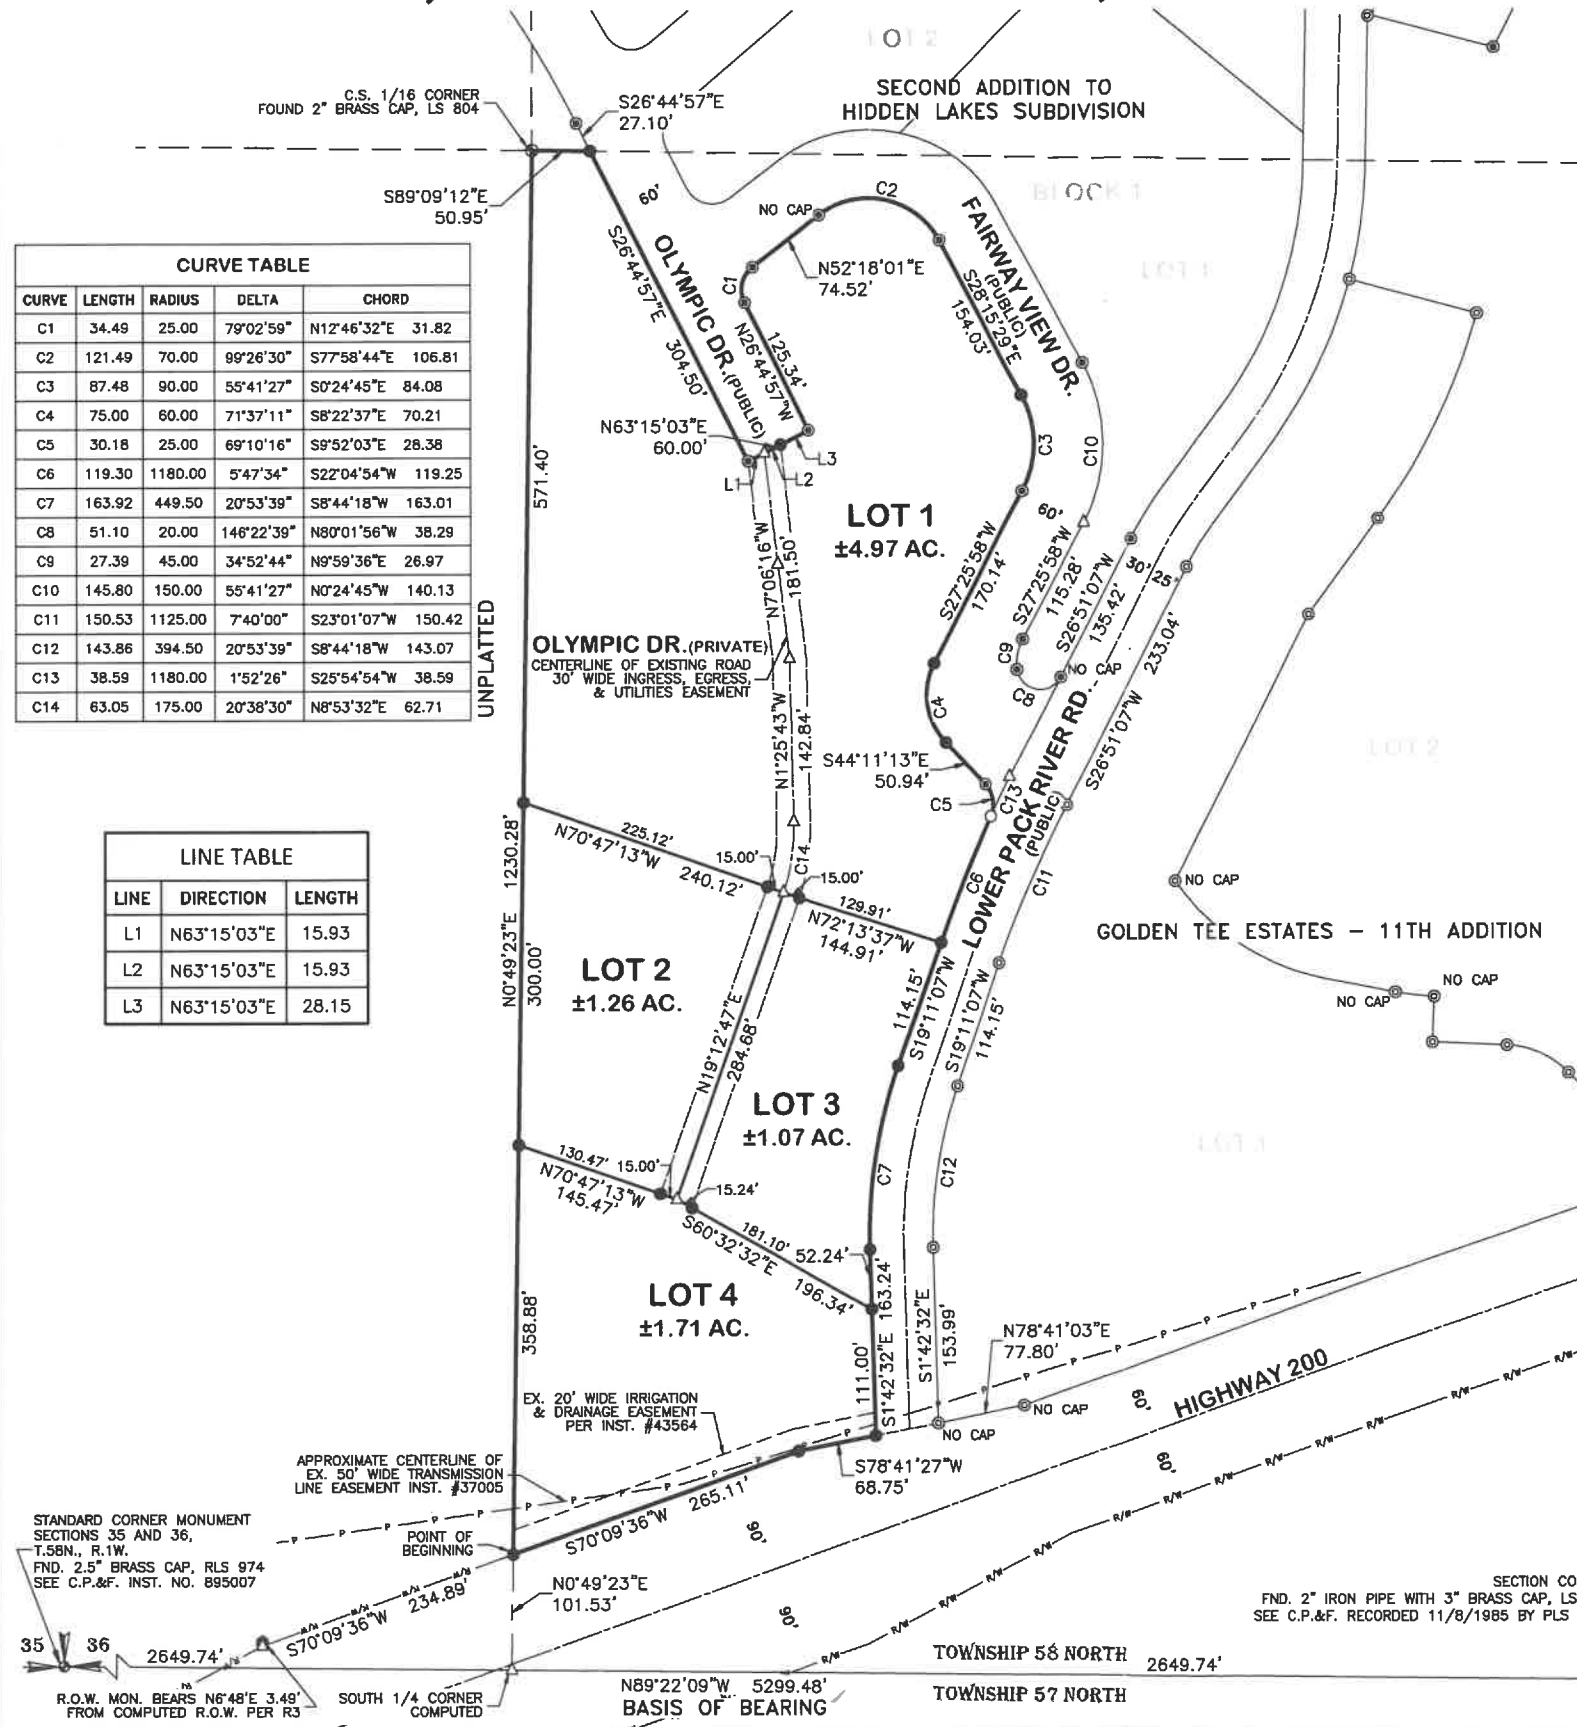 LOT 2
SECOND ADDITION TO
HIDDEN LAKES SUBDIVISION
C.S. 1/16 CORNER
FOUND 2" BRASS CAP, LS 804
S26°44'57"E
27.10'
S89°09'12"E
50.95'
60'
NO CAP
C2
BLOCK 1
LOT 1
FAIRWAY VIEW DR.
(PUBLIC)
S28°15'29"E
154.03'
OLYMPIC DR.(PUBLIC)
S26°44'57"E
304.50'
C1
N52°18'01"E
74.52'
125.34'
N26°44'57"W
N63°15'03"E
60.00'
L1
L2
L3
C3
C10
CURVE TABLE
CURVE LENGTH RADIUS DELTA CHORD
C1 34.49 25.00 79°02'59" N12°46'32"E 31.82
C2 121.49 70.00 99°26'30" S77°58'44"E 106.81
C3 87.48 90.00 55°41'27" S0°24'45"E 84.08
C4 75.00 60.00 71°37'11" S8°22'37"E 70.21
C5 30.18 25.00 69°10'16" S9°52'03"E 28.38
C6 119.30 1180.00 5°47'34" S22°04'54"W 119.25
C7 163.92 449.50 20°53'39" S8°44'18"W 163.01
C8 51.10 20.00 146°22'39" N80°01'56"W 38.29
C9 27.39 45.00 34°52'44" N9°59'36"E 26.97
C10 145.80 150.00 55°41'27" N0°24'45"W 140.13
C11 150.53 1125.00 7°40'00" S23°01'07"W 150.42
C12 143.86 394.50 20°53'39" S8°44'18"W 143.07
C13 38.59 1180.00 1°52'26" S25°54'54"W 38.59
C14 63.05 175.00 20°38'30" N8°53'32"E 62.71
UNPLATTED
571.40'
LOT 1
±4.97 AC.
60'
S27°25'58"W
170.14'
S27°25'58"W
115.28'
S26°51'07"W
135.42'
30'
25'
S26°51'07"W 233.04'
N7°06'16"W
181.50'
OLYMPIC DR.(PRIVATE)
CENTERLINE OF EXISTING ROAD
30' WIDE INGRESS, EGRESS,
& UTILITIES EASEMENT
C9
C8
NO CAP
C4
N1°25'43"W
142.84'
S44°11'13"E
50.94'
C5
C13
LOWER PACK RIVER RD.
(PUBLIC)
LOT 2
LINE TABLE
LINE DIRECTION LENGTH
L1 N63°15'03"E 15.93
L2 N63°15'03"E 15.93
L3 N63°15'03"E 28.15
N0°49'23"E 1230.28'
300.00'
225.12'
N70°47'13"W 240.12'
15.00'
C14
15.00'
129.91'
N72°13'37"W
144.91'
C6
C11
NO CAP
GOLDEN TEE ESTATES – 11TH ADDITION
NO CAP
NO CAP
LOT 2
±1.26 AC.
N19°12'47"E
284.68'
114.15'
S19°11'07"W
S19°11'07"W
114.15'
LOT 3
±1.07 AC.
C7
C12
130.47'
15.00'
N70°47'13"W
145.47'
15.24'
181.10'
S60°32'32"E
196.34'
52.24'
LOT 4
±1.71 AC.
358.88'
111.00'
S1°42'32"E 163.24'
S1°42'32"E
153.99'
N78°41'03"E
77.80'
NO CAP
NO CAP
60'
HIGHWAY 200
60'
EX. 20' WIDE IRRIGATION
& DRAINAGE EASEMENT
PER INST. #43564
APPROXIMATE CENTERLINE OF
EX. 50' WIDE TRANSMISSION
LINE EASEMENT INST. #37005
S78°41'27"W
68.75'
S70°09'36"W 265.11'
90'
STANDARD CORNER MONUMENT
SECTIONS 35 AND 36,
T.58N., R.1W.
FND. 2.5" BRASS CAP, RLS 974
SEE C.P.&F. INST. NO. 895007
POINT OF
BEGINNING
N0°49'23"E
101.53'
S70°09'36"W 234.89'
90'
SECTION CO
FND. 2" IRON PIPE WITH 3" BRASS CAP, LS
SEE C.P.&F. RECORDED 11/8/1985 BY PLS
35 36
2649.74'
TOWNSHIP 58 NORTH 2649.74'
R.O.W. MON. BEARS N6°48'E 3.49'
FROM COMPUTED R.O.W. PER R3
SOUTH 1/4 CORNER
COMPUTED
N89°22'09"W 5299.48'
BASIS OF BEARING
TOWNSHIP 57 NORTH